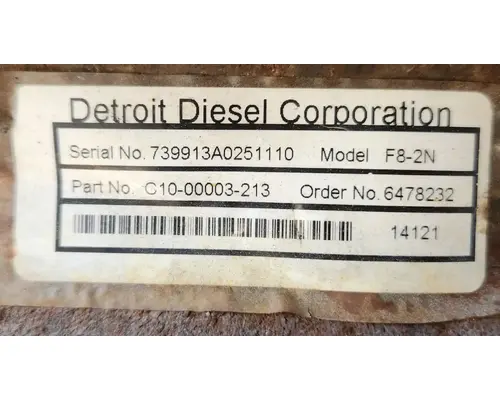 Detroit Diesel Corporation
Serial No. 739913A0251110 Model F8-2N
Part No. C10-00003-213 Order No. 6478232
14121